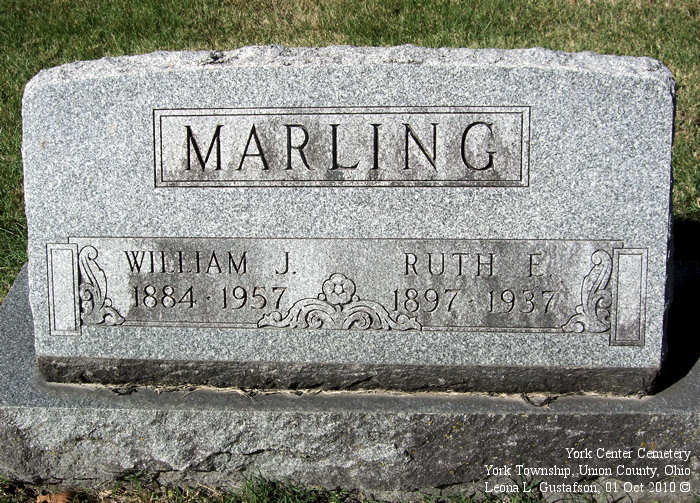 MARLING
WILLIAM J. RUTH E.
1884 · 1957 1897 · 1937
York Center Cemetery
York Township, Union County, Ohio
Leona L. Gustafson, 01 Oct 2010 ©